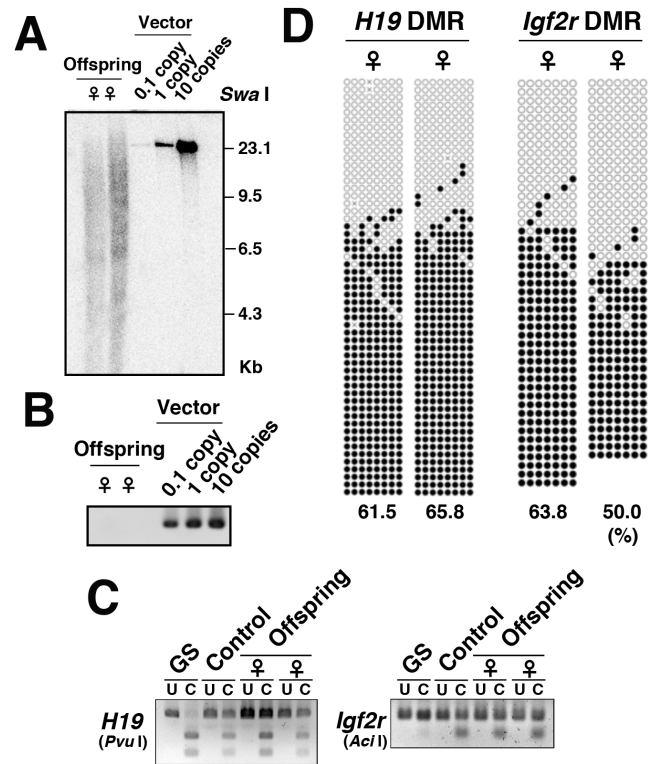 A
Vector
Offspring
0.1 copy
1 copy
10 copies
♀ ♀
Swa I
23.1
9.5
6.5
4.3
Kb
B
Vector
Offspring
0.1 copy
1 copy
10 copies
♀ ♀
C
GS
Control
Offspring
♀ ♀
U C U C U C U C
H19
(Pvu I)
GS
Control
Offspring
♀ ♀
U C U C U C U C
Igf2r
(Aci I)
D
H19 DMR
Igf2r DMR
♀ ♀ ♀ ♀
61.5 65.8 63.8 50.0
(%)